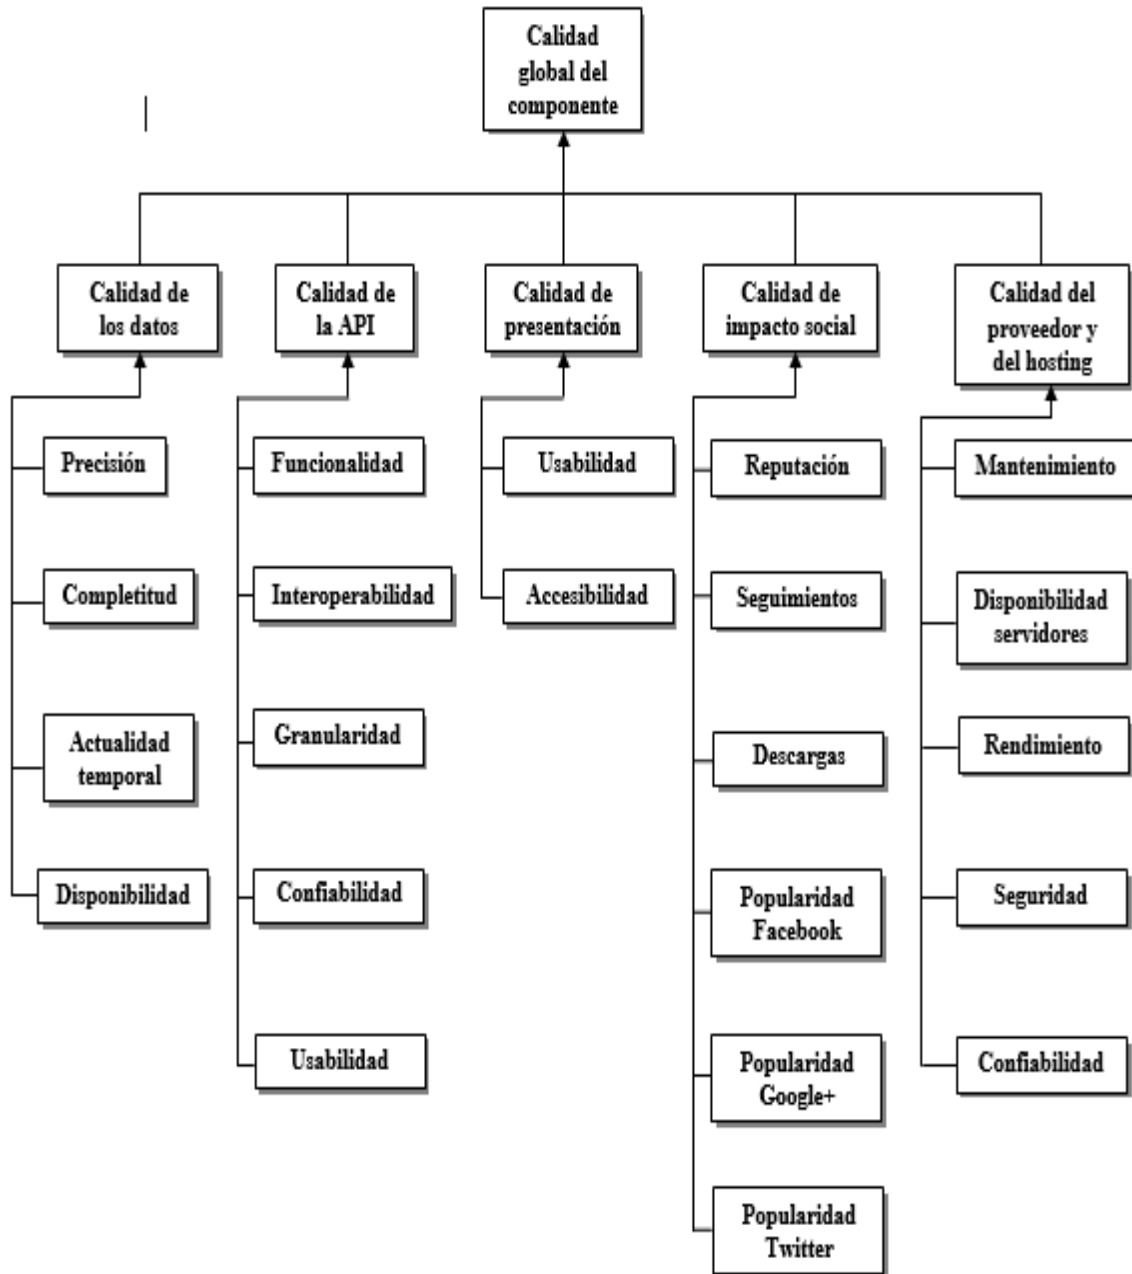 Calidad
global del
componente
Calidad de
los datos
Calidad de
la API
Calidad de
presentación
Calidad de
impacto social
Calidad del
proveedor y
del hosting
Precisión
Completitud
Actualidad
temporal
Disponibilidad
Funcionalidad
Interoperabilidad
Granularidad
Confiabilidad
Usabilidad
Usabilidad
Accesibilidad
Reputación
Seguimientos
Descargas
Popularidad
Facebook
Popularidad
Google+
Popularidad
Twitter
Mantenimiento
Disponibilidad
servidores
Rendimiento
Seguridad
Confiabilidad